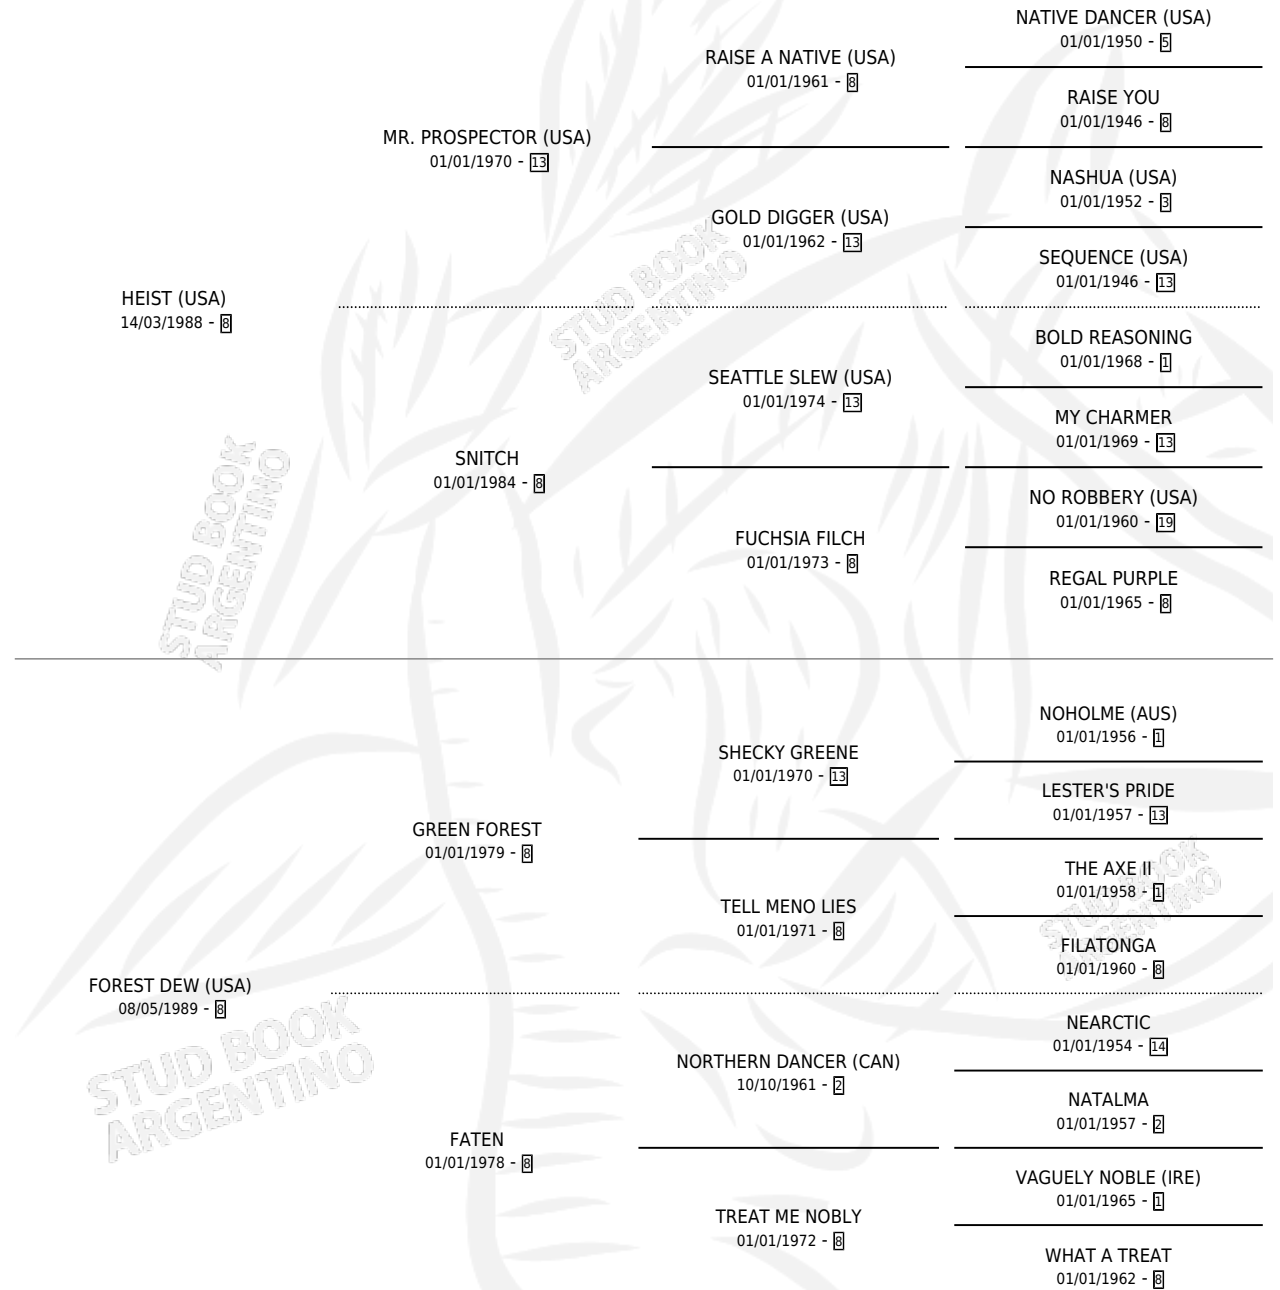 NATIVE DANCER (USA)
01/01/1950 - 5
RAISE A NATIVE (USA)
01/01/1961 - 8
RAISE YOU
01/01/1946 - 8
MR. PROSPECTOR (USA)
01/01/1970 - 13
NASHUA (USA)
01/01/1952 - 3
GOLD DIGGER (USA)
01/01/1962 - 13
SEQUENCE (USA)
01/01/1946 - 13
HEIST (USA)
14/03/1988 - 8
BOLD REASONING
01/01/1968 - 1
SEATTLE SLEW (USA)
01/01/1974 - 13
MY CHARMER
01/01/1969 - 13
SNITCH
01/01/1984 - 8
NO ROBBERY (USA)
01/01/1960 - 19
FUCHSIA FILCH
01/01/1973 - 8
REGAL PURPLE
01/01/1965 - 8
NOHOLME (AUS)
01/01/1956 - 1
SHECKY GREENE
01/01/1970 - 13
LESTER'S PRIDE
01/01/1957 - 13
GREEN FOREST
01/01/1979 - 8
THE AXE II
01/01/1958 - 1
TELL MENO LIES
01/01/1971 - 8
FILATONGA
01/01/1960 - 8
FOREST DEW (USA)
08/05/1989 - 8
NEARCTIC
01/01/1954 - 14
NORTHERN DANCER (CAN)
10/10/1961 - 2
NATALMA
01/01/1957 - 2
FATEN
01/01/1978 - 8
VAGUELY NOBLE (IRE)
01/01/1965 - 1
TREAT ME NOBLY
01/01/1972 - 8
WHAT A TREAT
01/01/1962 - 8
STUD BOOK
ARGENTINO
STUD BOOK
ARGENTINO
STUD BOOK
ARGENTINO
STUD BOOK
ARGENTINO